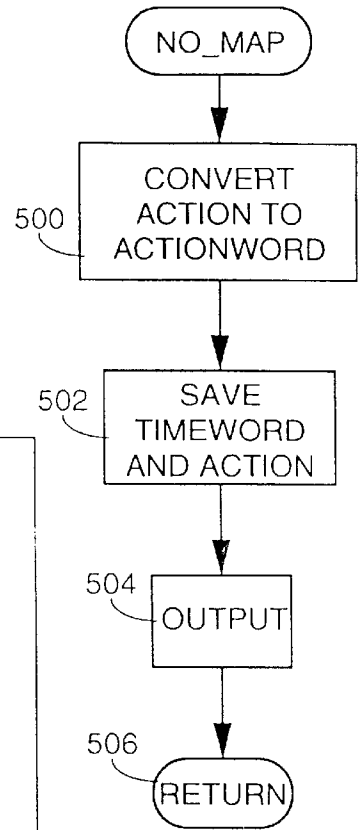 NO_MAP
CONVERT
ACTION TO
ACTIONWORD
500
SAVE
TIMEWORD
AND ACTION
502
504
OUTPUT
506
RETURN